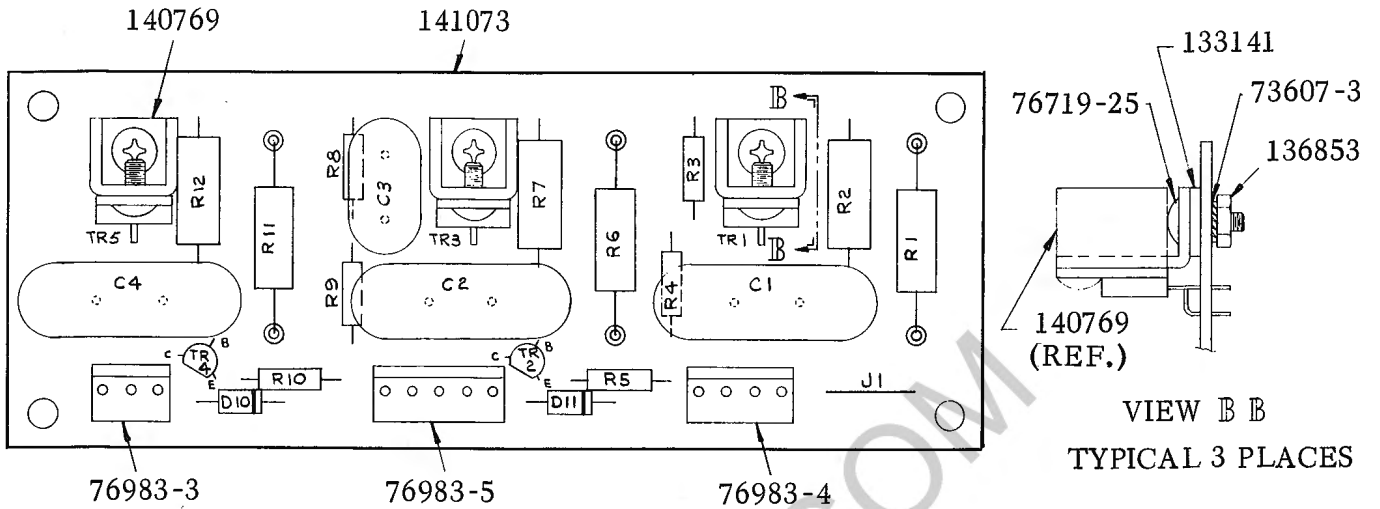 140769
141073
133141
76719-25
73607-3
136853
B
R12
R11
R8
C3
R7
R6
R3
R2
R1
TR5
TR3
TR1
B
C4
R9
C2
R4
C1
140769
(REF.)
C
TR
4
B
E
C
TR
2
B
E
D10
R10
D11
R5
J1
VIEW B B
TYPICAL 3 PLACES
76983-3
76983-5
76983-4
COM